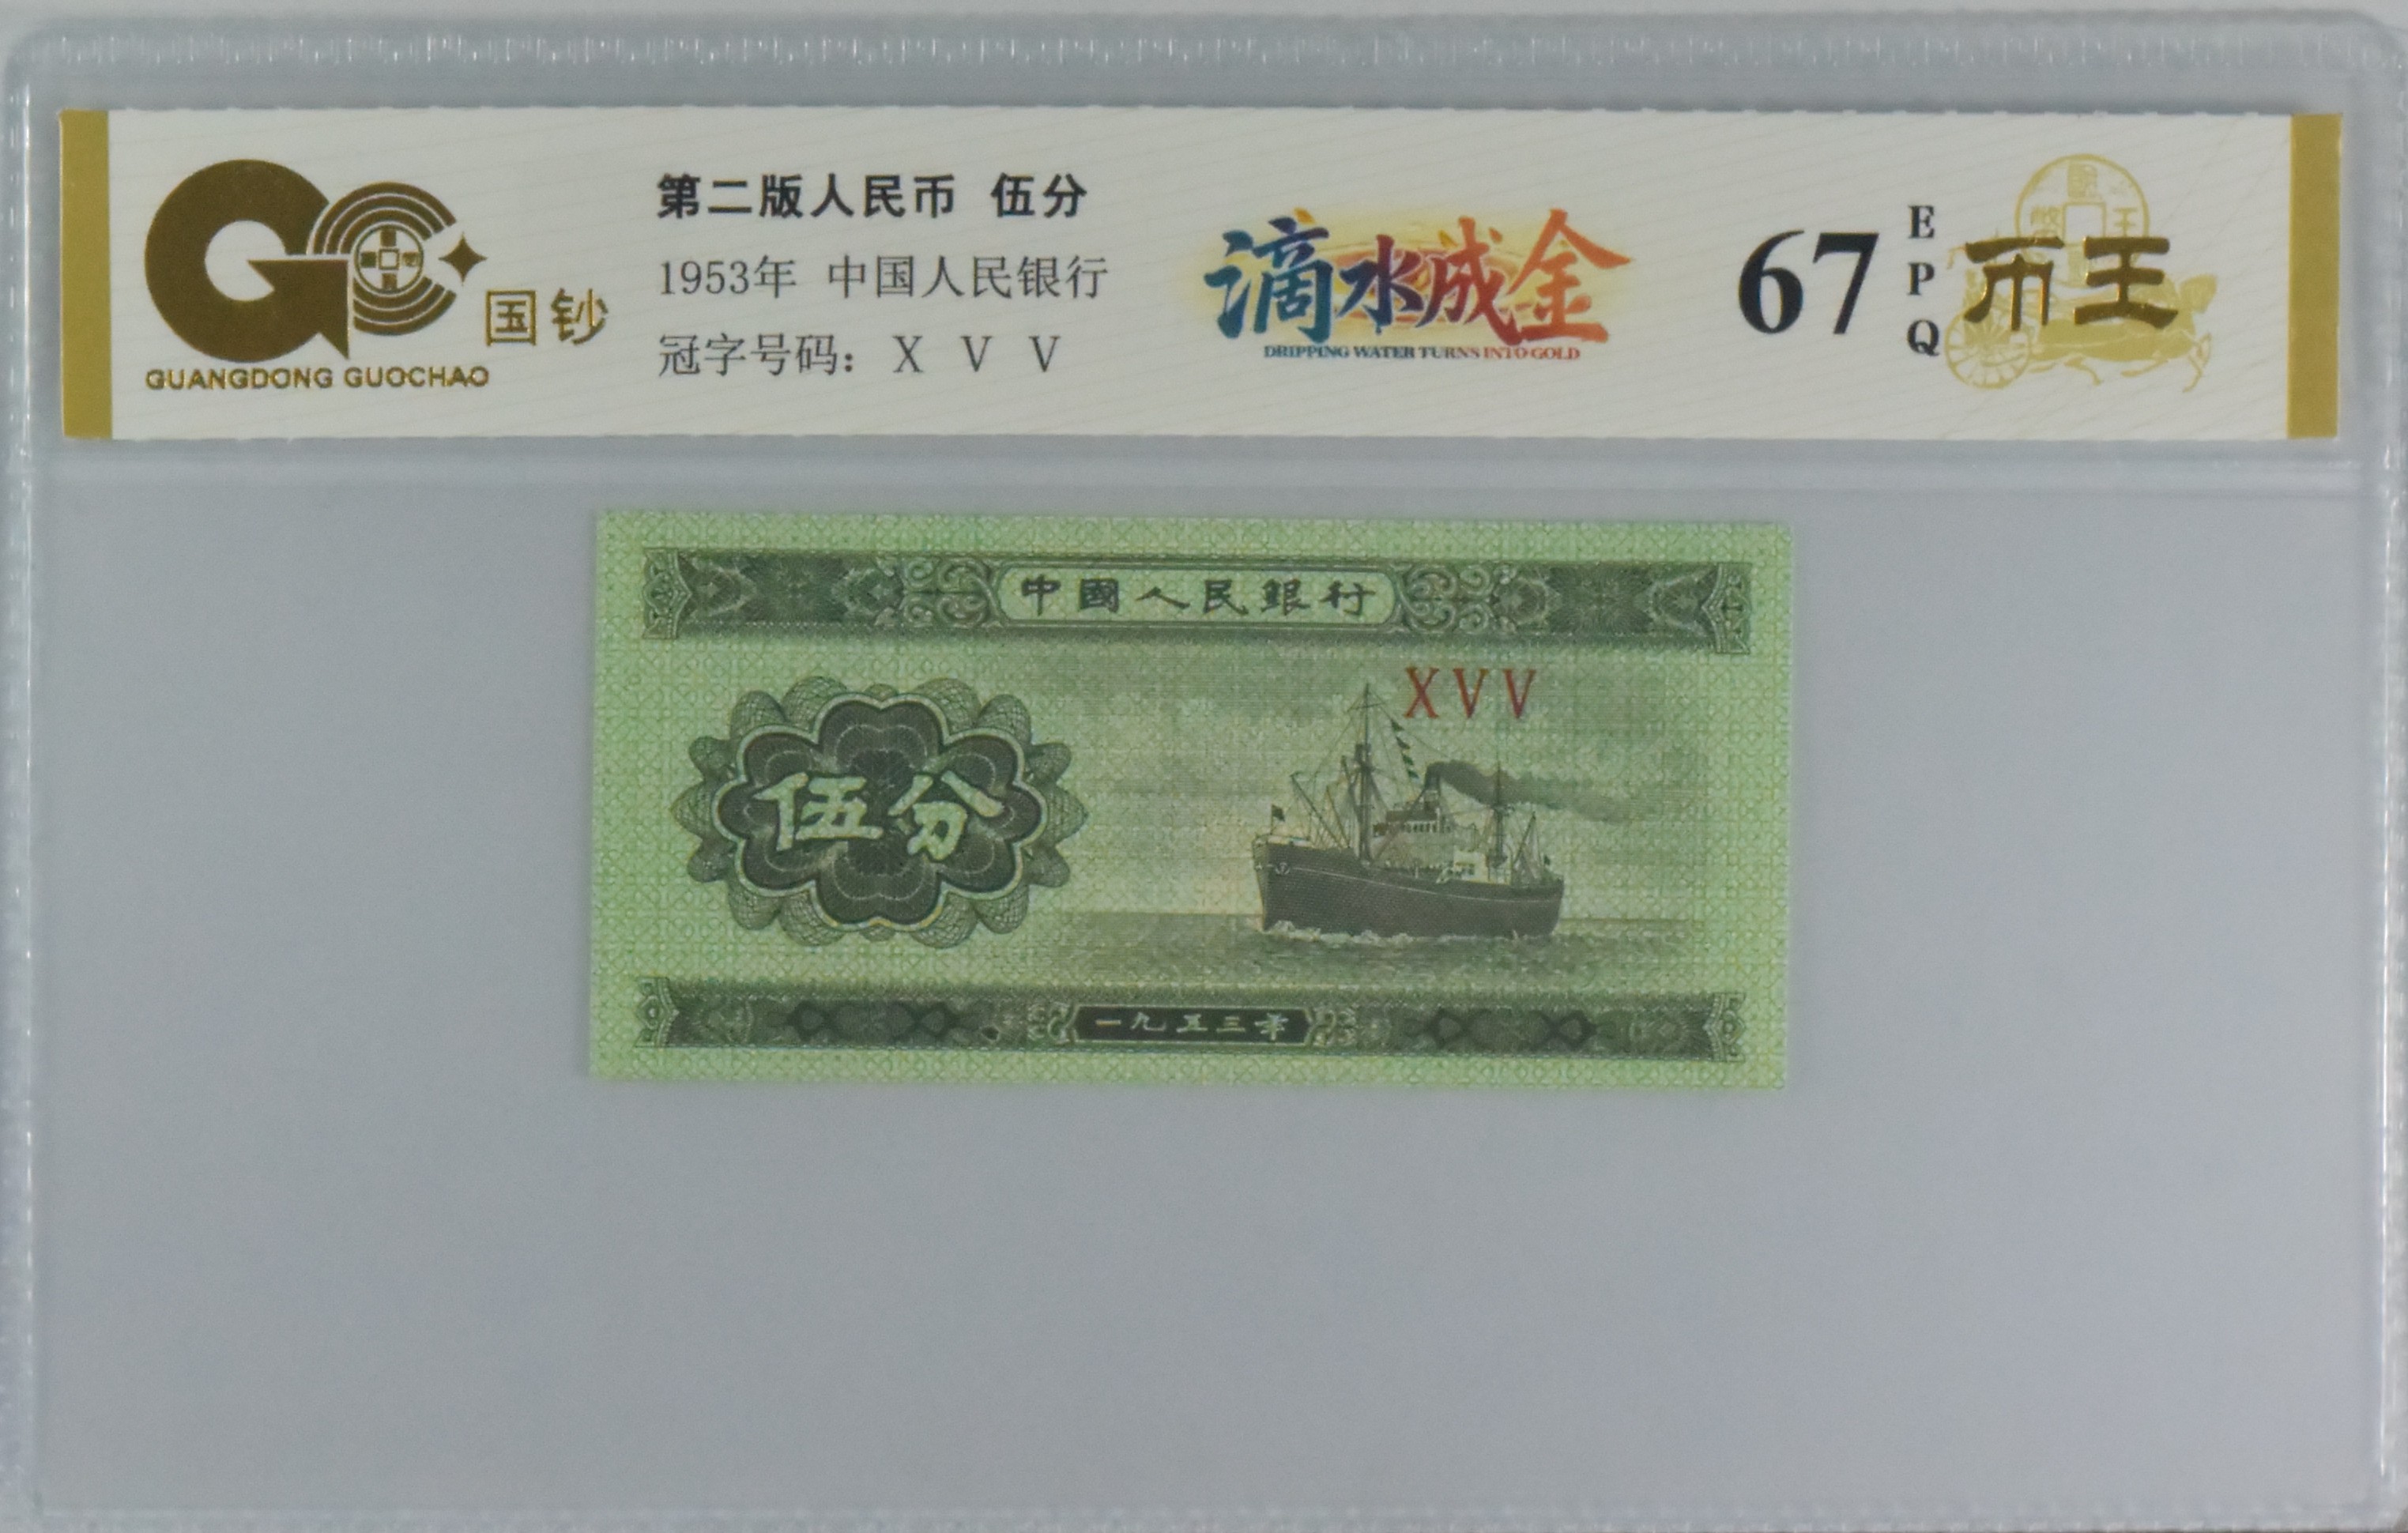 GUANGDONG GUOCHAO
国钞
第二版人民币 伍分
1953年 中国人民银行
冠字号码: X V V
滴水成金
DRIPPING WATER TURNS INTO GOLD
67
EPQ
币王
中國人民銀行
XVV
伍分
一九五三年